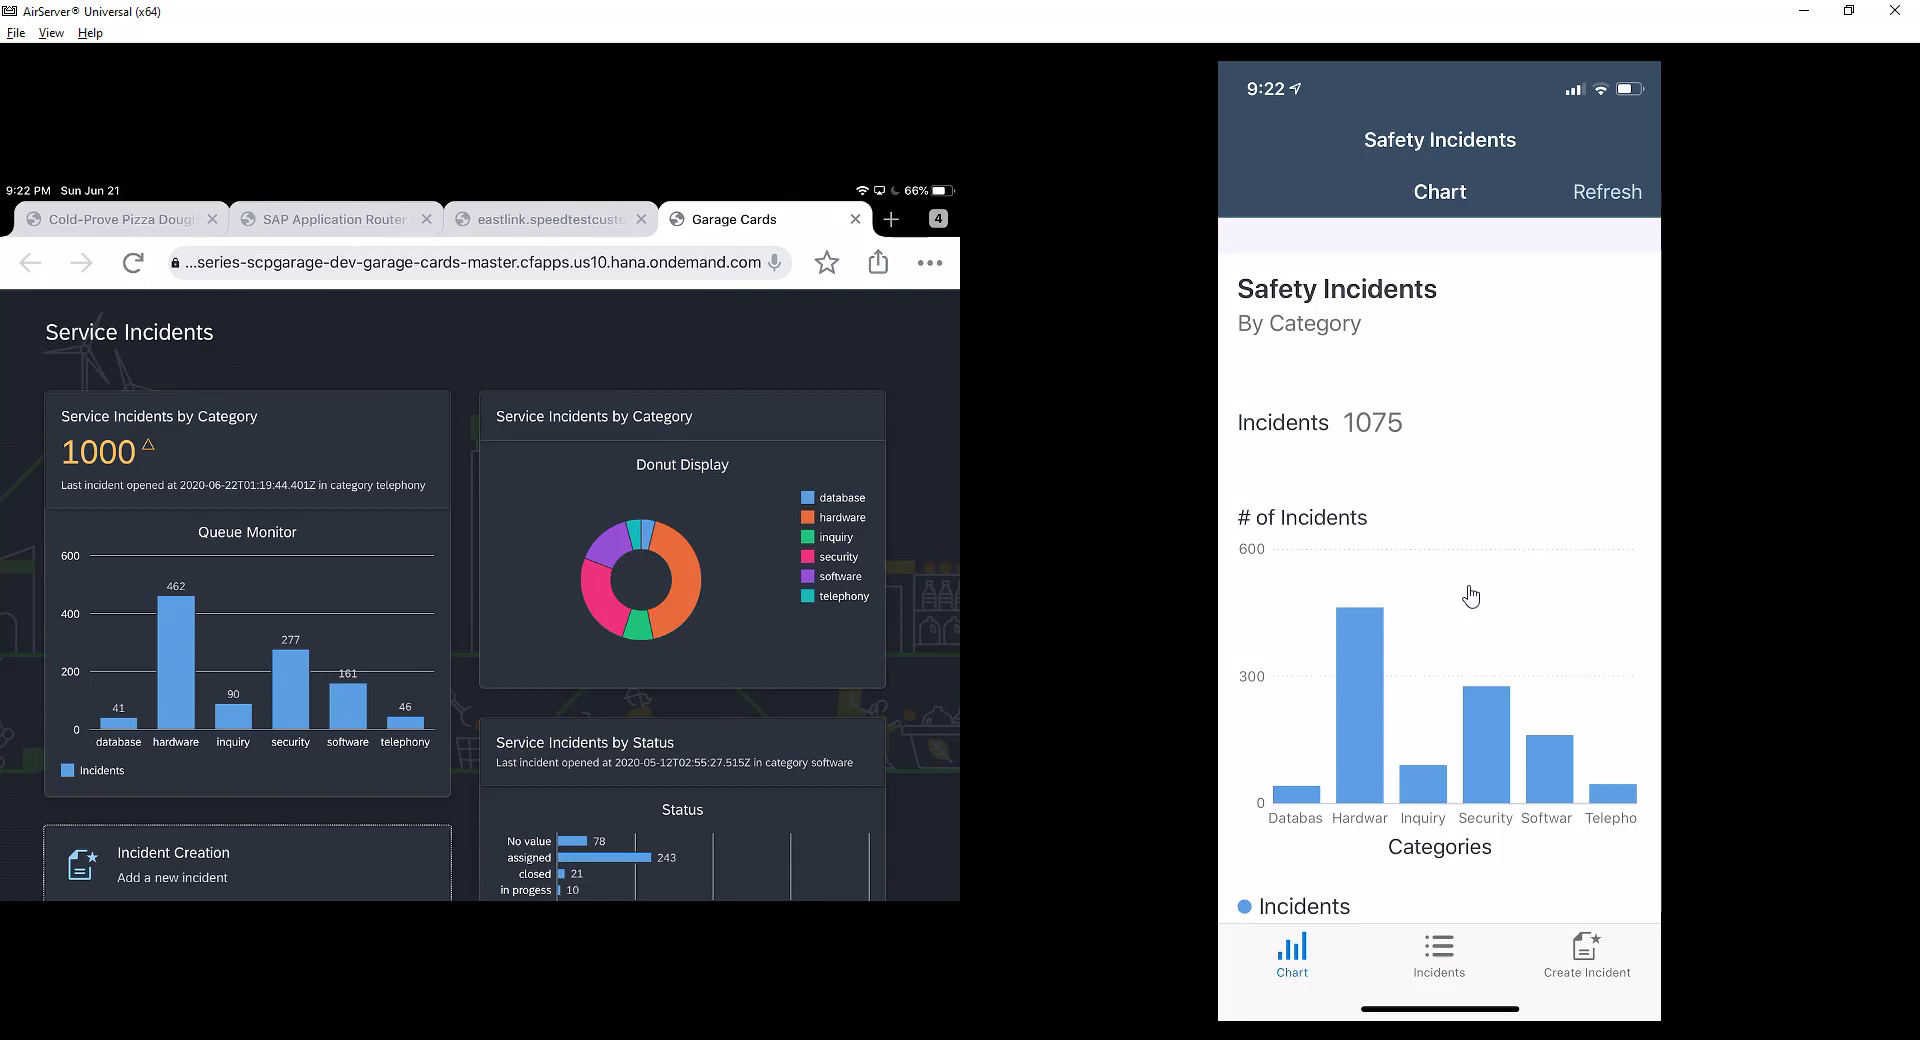 AirServer® Universal (x64)
File View Help
9:22 PM Sun Jun 21
66%
Cold-Prove Pizza Dough
SAP Application Router
eastlink.speedtestcusto
Garage Cards
4
...series-scpgarage-dev-garage-cards-master.cfapps.us10.hana.ondemand.com
Service Incidents
Service Incidents by Category
1000
Last incident opened at 2020-06-22T01:19:44.401Z in category telephony
Queue Monitor
600
400
200
0
41
462
90
277
161
46
database hardware inquiry security software telephony
Incidents
Incident Creation
Add a new incident
Service Incidents by Category
Donut Display
database
hardware
inquiry
security
software
telephony
Service Incidents by Status
Last incident opened at 2020-05-12T02:55:27.515Z in category software
Status
No value 78
assigned 243
closed 21
in progess 10
9:22
Safety Incidents
Chart Refresh
Safety Incidents
By Category
Incidents 1075
# of Incidents
600
300
0
Databas Hardwar Inquiry Security Softwar Telepho
Categories
Incidents
Chart Incidents Create Incident